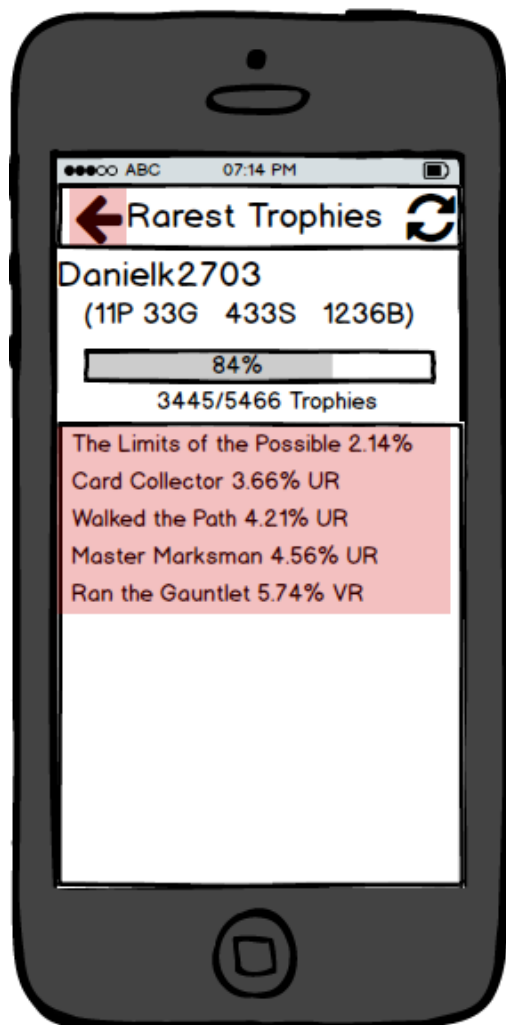 ABC 07:14 PM
Rarest Trophies
Danielk2703
(11P 33G 433S 1236B)
84%
3445/5466 Trophies
The Limits of the Possible 2.14%
Card Collector 3.66% UR
Walked the Path 4.21% UR
Master Marksman 4.56% UR
Ran the Gauntlet 5.74% VR